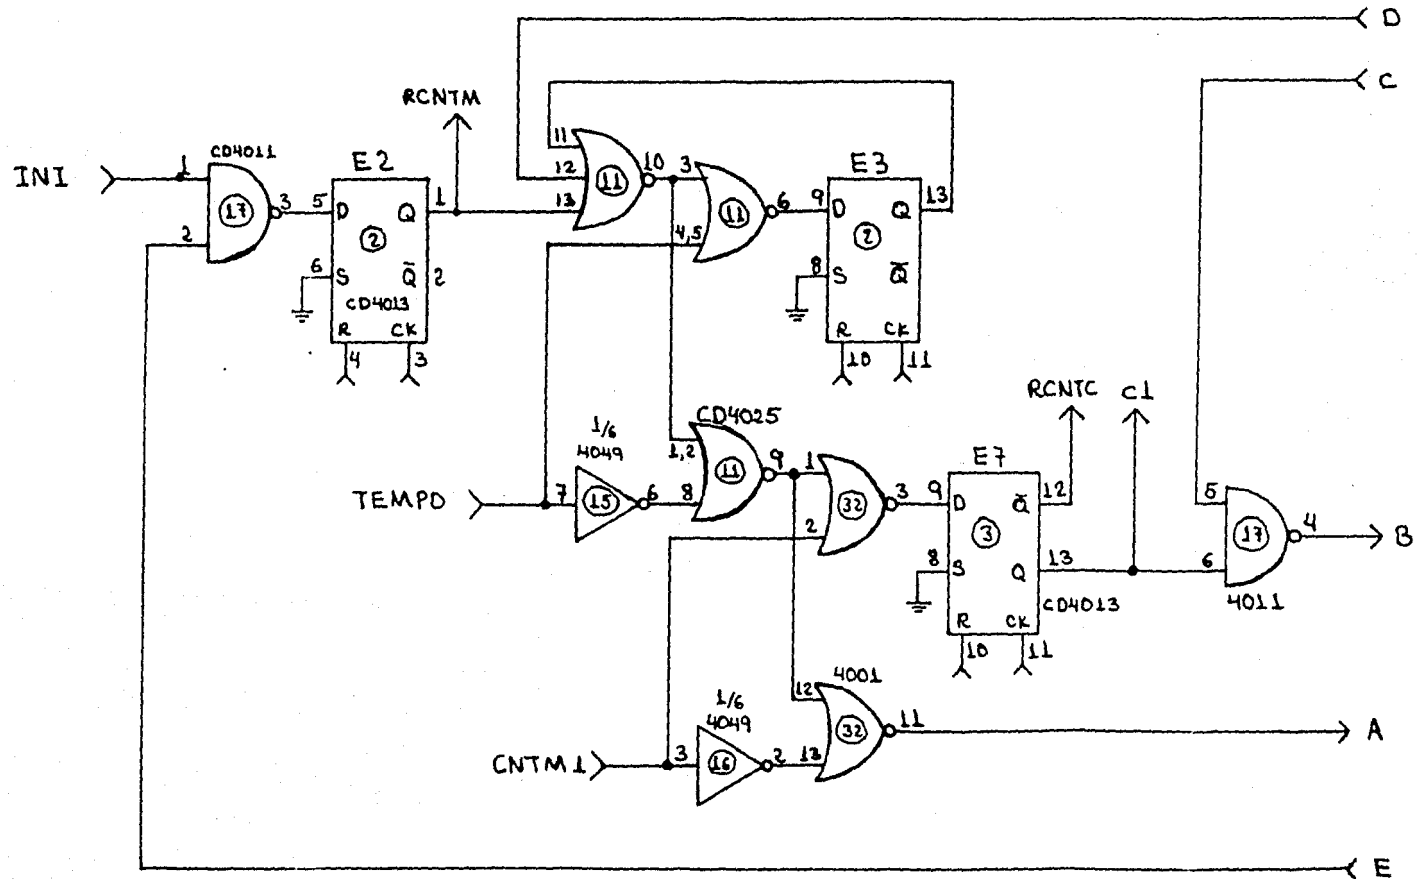 D
C
RCNTM
INI
1
CD4011
17
3
2
5
E2
D
Q
1
2
6
S
Q̅
2
CD4013
R
CK
4
3
11
12
13
11
10
3
4,5
11
6
9
E3
D
Q
13
2
8
S
Q̅
R
CK
10
11
TEMPO
7
1/6
4049
15
6
1,2
8
CD4025
11
9
1
2
32
3
9
E7
D
Q̅
12
RCNTC
C1
3
8
S
Q
13
CD4013
R
CK
10
11
5
6
17
4
B
4011
CNTM1
3
1/6
4049
16
2
12
13
4001
32
11
A
E